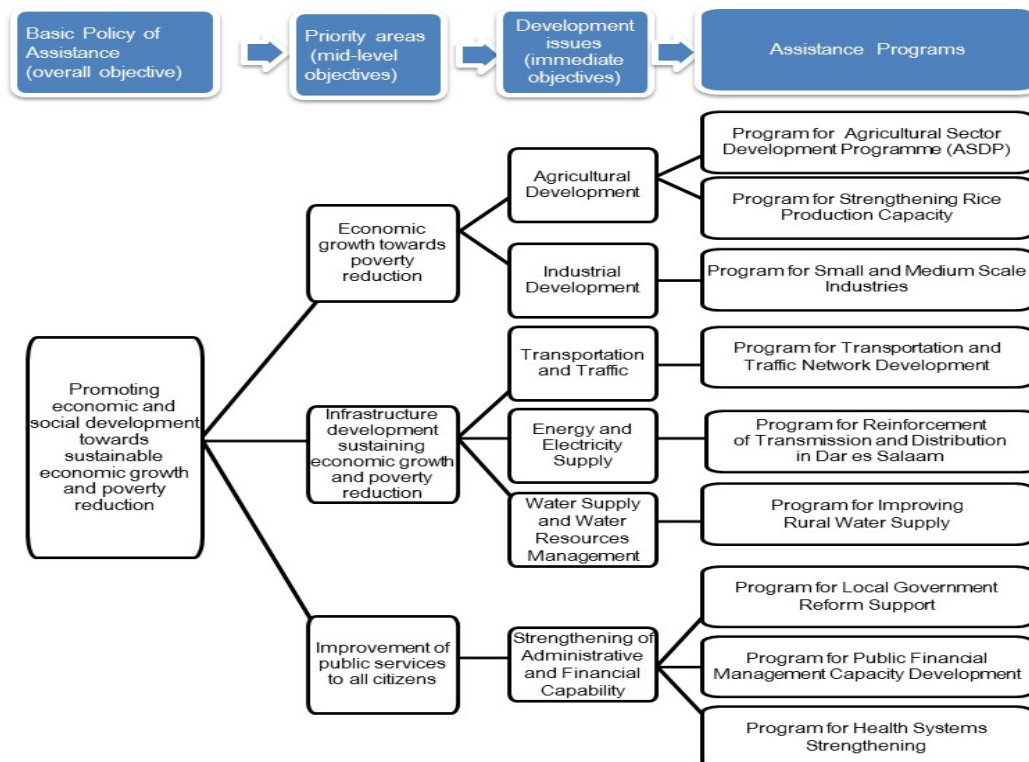 Basic Policy of
Assistance
(overall objective)
Priority areas
(mid-level
objectives)
Development
issues
(immediate
objectives)
Assistance Programs
Promoting
economic and
social development
towards
sustainable
economic growth
and poverty
reduction
Economic
growth towards
poverty
reduction
Agricultural
Development
Program for Agricultural Sector
Development Programme (ASDP)
Program for Strengthening Rice
Production Capacity
Industrial
Development
Program for Small and Medium Scale
Industries
Infrastructure
development
sustaining
economic growth
and poverty
reduction
Transportation
and Traffic
Program for Transportation and
Traffic Network Development
Energy and
Electricity
Supply
Program for Reinforcement
of Transmission and Distribution
in Dar es Salaam
Water Supply
and Water
Resources
Management
Program for Improving
Rural Water Supply
Improvement of
public services
to all citizens
Strengthening of
Administrative
and Financial
Capability
Program for Local Government
Reform Support
Program for Public Financial
Management Capacity Development
Program for Health Systems
Strengthening